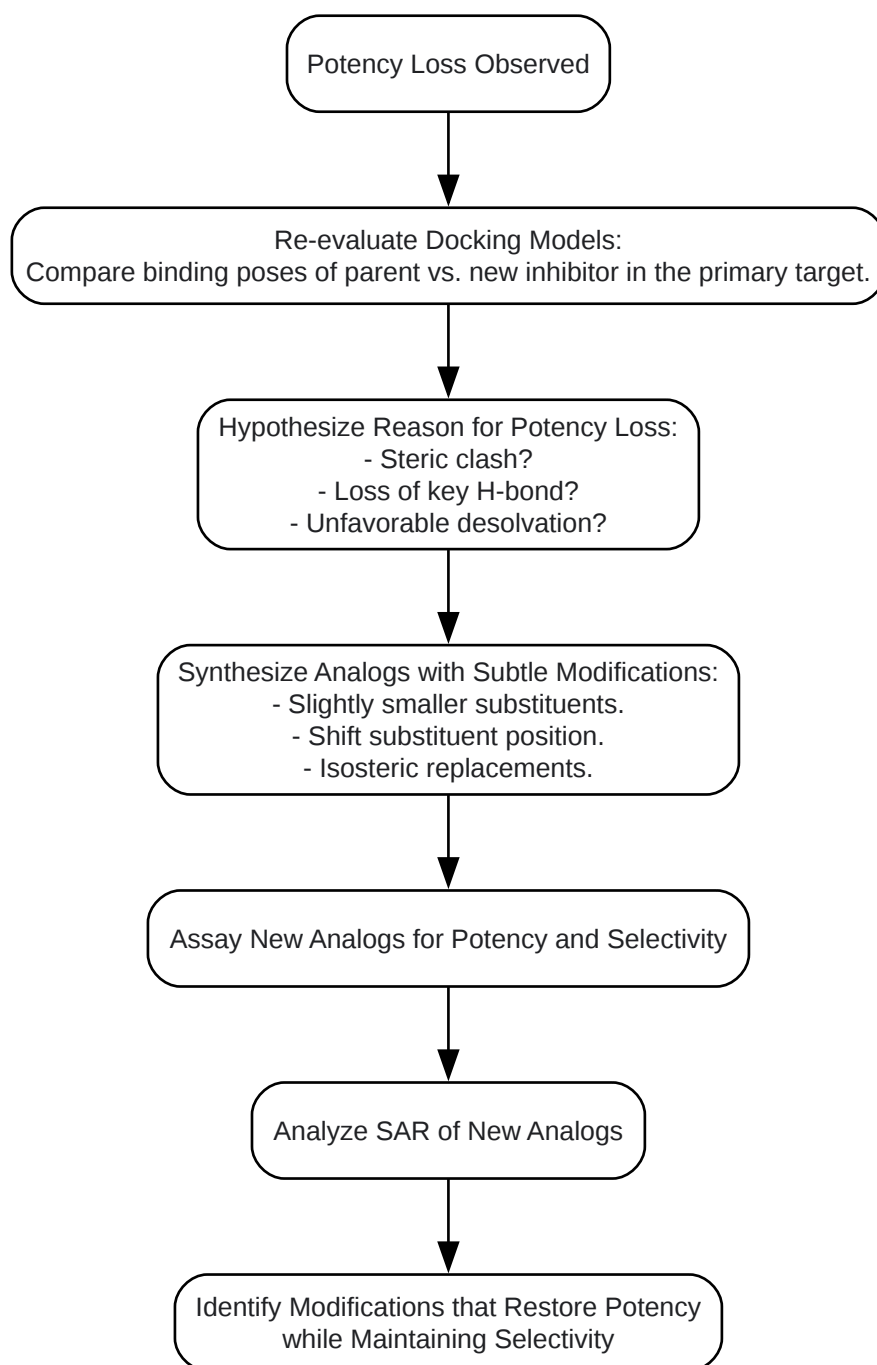 Potency Loss Observed
Re-evaluate Docking Models:
Compare binding poses of parent vs. new inhibitor in the primary target.
Hypothesize Reason for Potency Loss:
- Steric clash?
- Loss of key H-bond?
- Unfavorable desolvation?
Synthesize Analogs with Subtle Modifications:
- Slightly smaller substituents.
- Shift substituent position.
- Isosteric replacements.
Assay New Analogs for Potency and Selectivity
Analyze SAR of New Analogs
Identify Modifications that Restore Potency
while Maintaining Selectivity